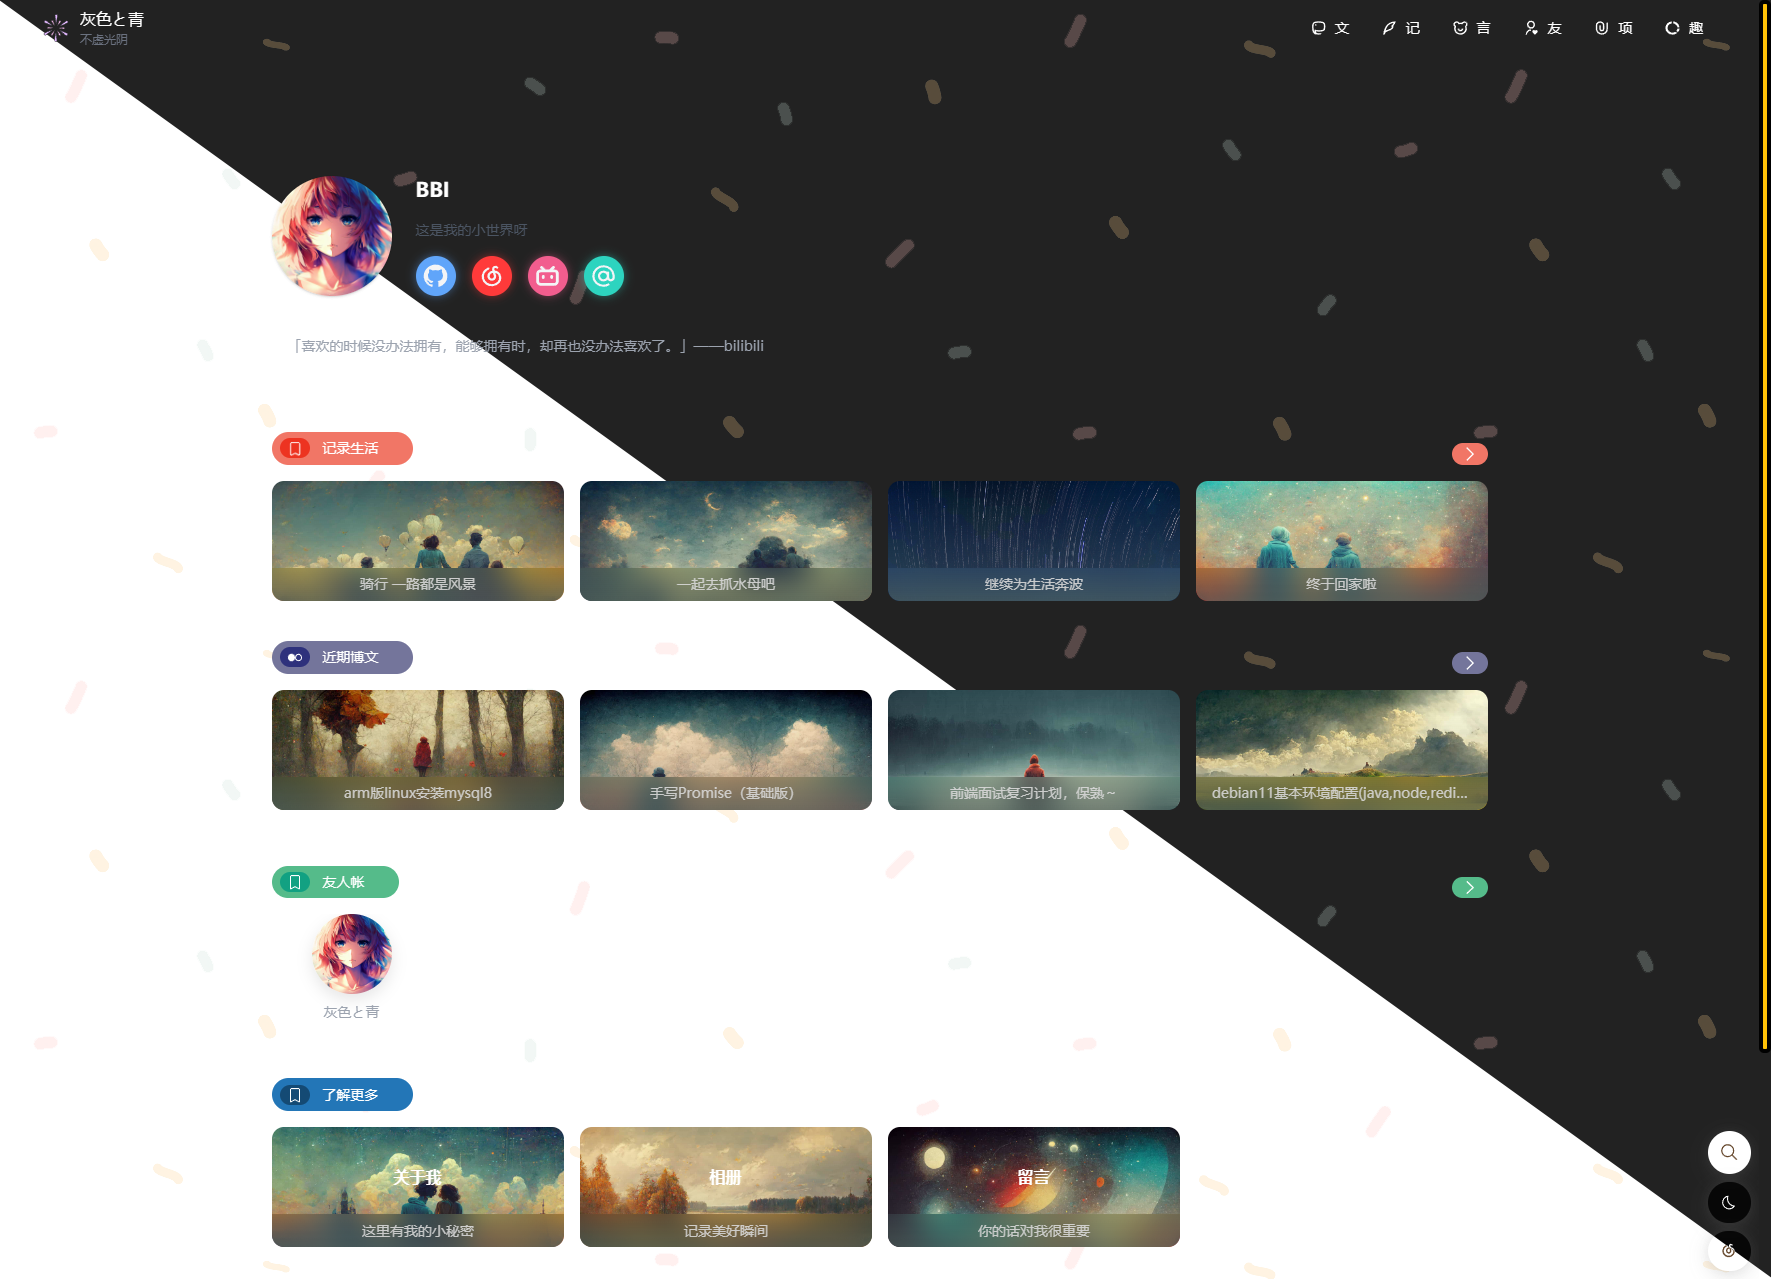 灰色と青
不虚光阴
文 记 言 友 项 趣
BBI
这是我的小世界呀
「喜欢的时候没办法拥有，能够拥有时，却再也没办法喜欢了。」——bilibili
记录生活
骑行 一路都是风景
一起去抓水母吧
继续为生活奔波
终于回家啦
近期博文
arm版linux安装mysql8
手写Promise（基础版）
前端面试复习计划，保熟～
debian11基本环境配置(java,node,redi...
友人帐
灰色と青
了解更多
关于我
这里有我的小秘密
相册
记录美好瞬间
留言
你的话对我很重要